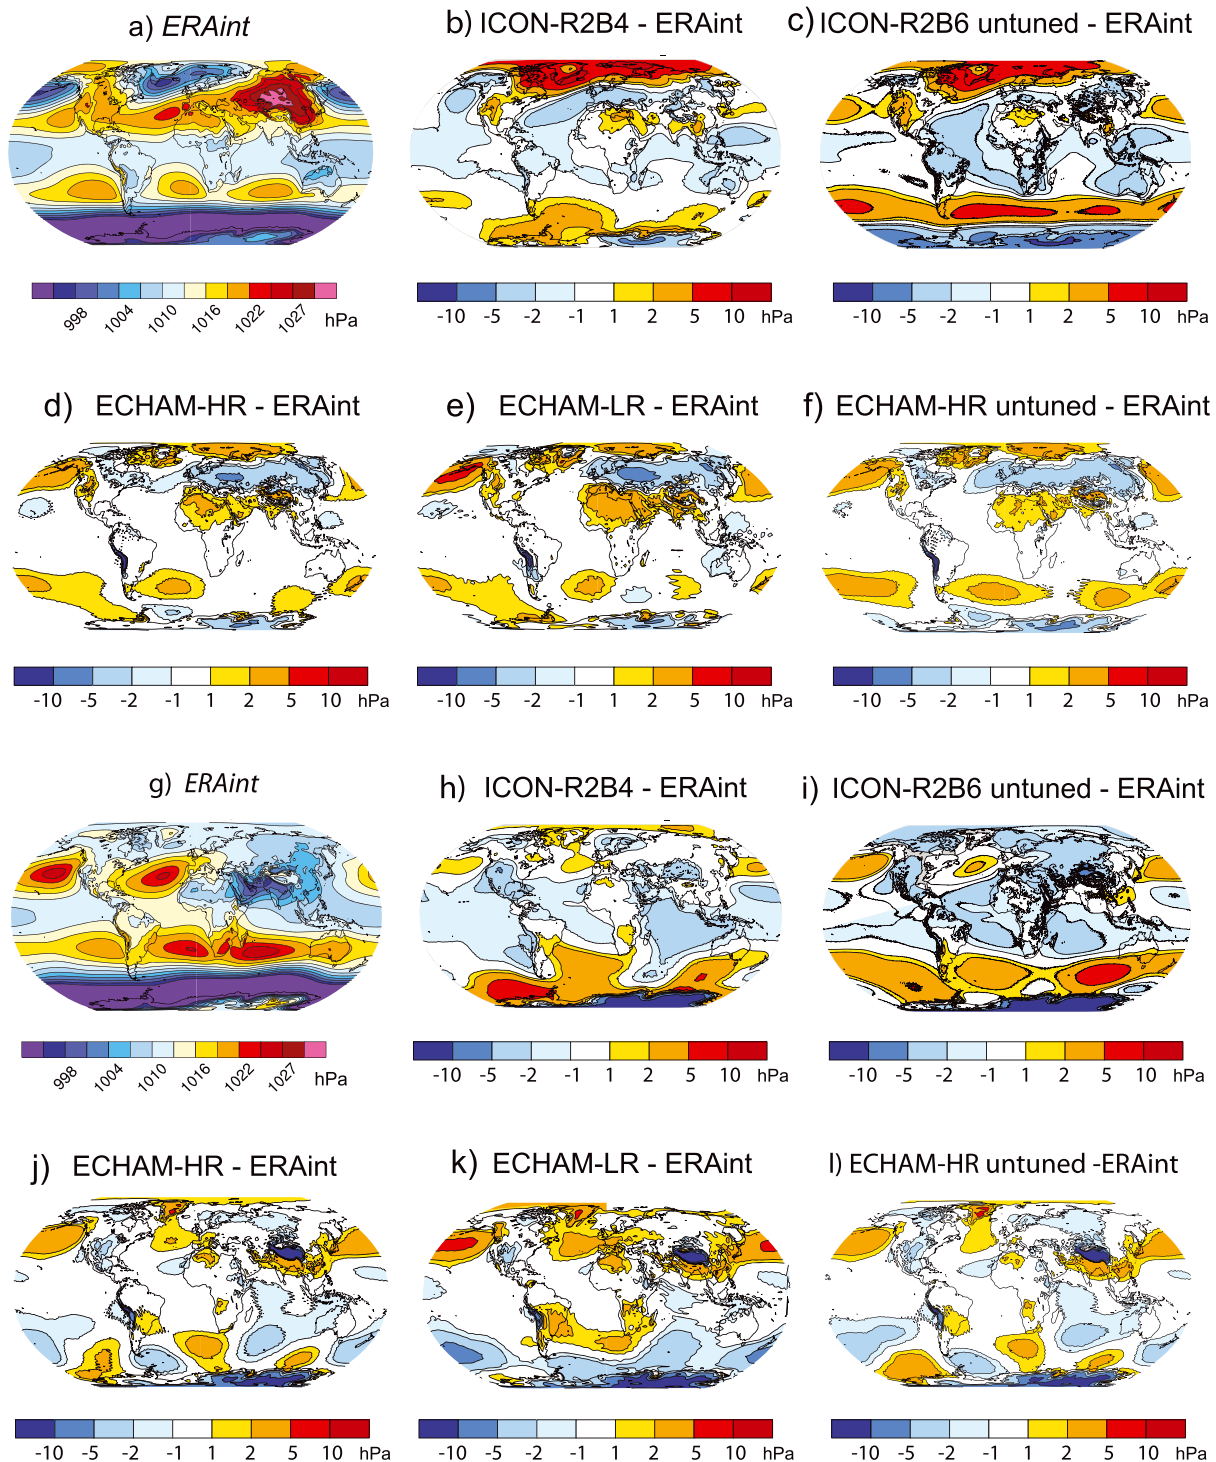 a) ERAint
b) ICON-R2B4 - ERAint
c) ICON-R2B6 untuned - ERAint
998 1004 1010 1016 1022 1027 hPa
-10 -5 -2 -1 1 2 5 10 hPa
-10 -5 -2 -1 1 2 5 10 hPa
d) ECHAM-HR - ERAint
e) ECHAM-LR - ERAint
f) ECHAM-HR untuned - ERAint
-10 -5 -2 -1 1 2 5 10 hPa
-10 -5 -2 -1 1 2 5 10 hPa
-10 -5 -2 -1 1 2 5 10 hPa
g) ERAint
h) ICON-R2B4 - ERAint
i) ICON-R2B6 untuned - ERAint
998 1004 1010 1016 1022 1027 hPa
-10 -5 -2 -1 1 2 5 10 hPa
-10 -5 -2 -1 1 2 5 10 hPa
j) ECHAM-HR - ERAint
k) ECHAM-LR - ERAint
l) ECHAM-HR untuned -ERAint
-10 -5 -2 -1 1 2 5 10 hPa
-10 -5 -2 -1 1 2 5 10 hPa
-10 -5 -2 -1 1 2 5 10 hPa